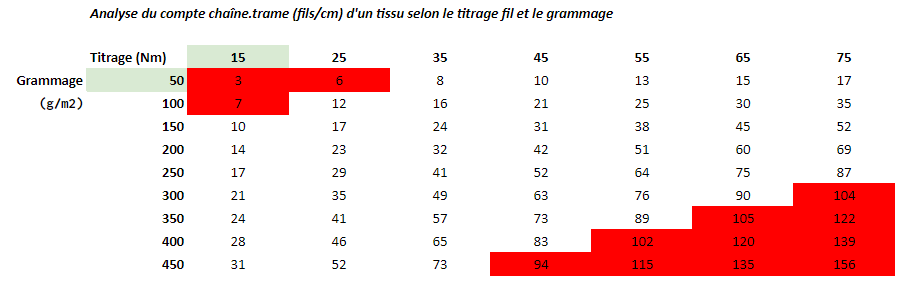 Analyse du compte chaîne.trame (fils/cm) d'un tissu selon le titrage fil et le grammage
Titrage (Nm) 15 25 35 45 55 65 75
Grammage 50 3 6 8 10 13 15 17
(g/m2) 100 7 12 16 21 25 30 35
150 10 17 24 31 38 45 52
200 14 23 32 42 51 60 69
250 17 29 41 52 64 75 87
300 21 35 49 63 76 90 104
350 24 41 57 73 89 105 122
400 28 46 65 83 102 120 139
450 31 52 73 94 115 135 156